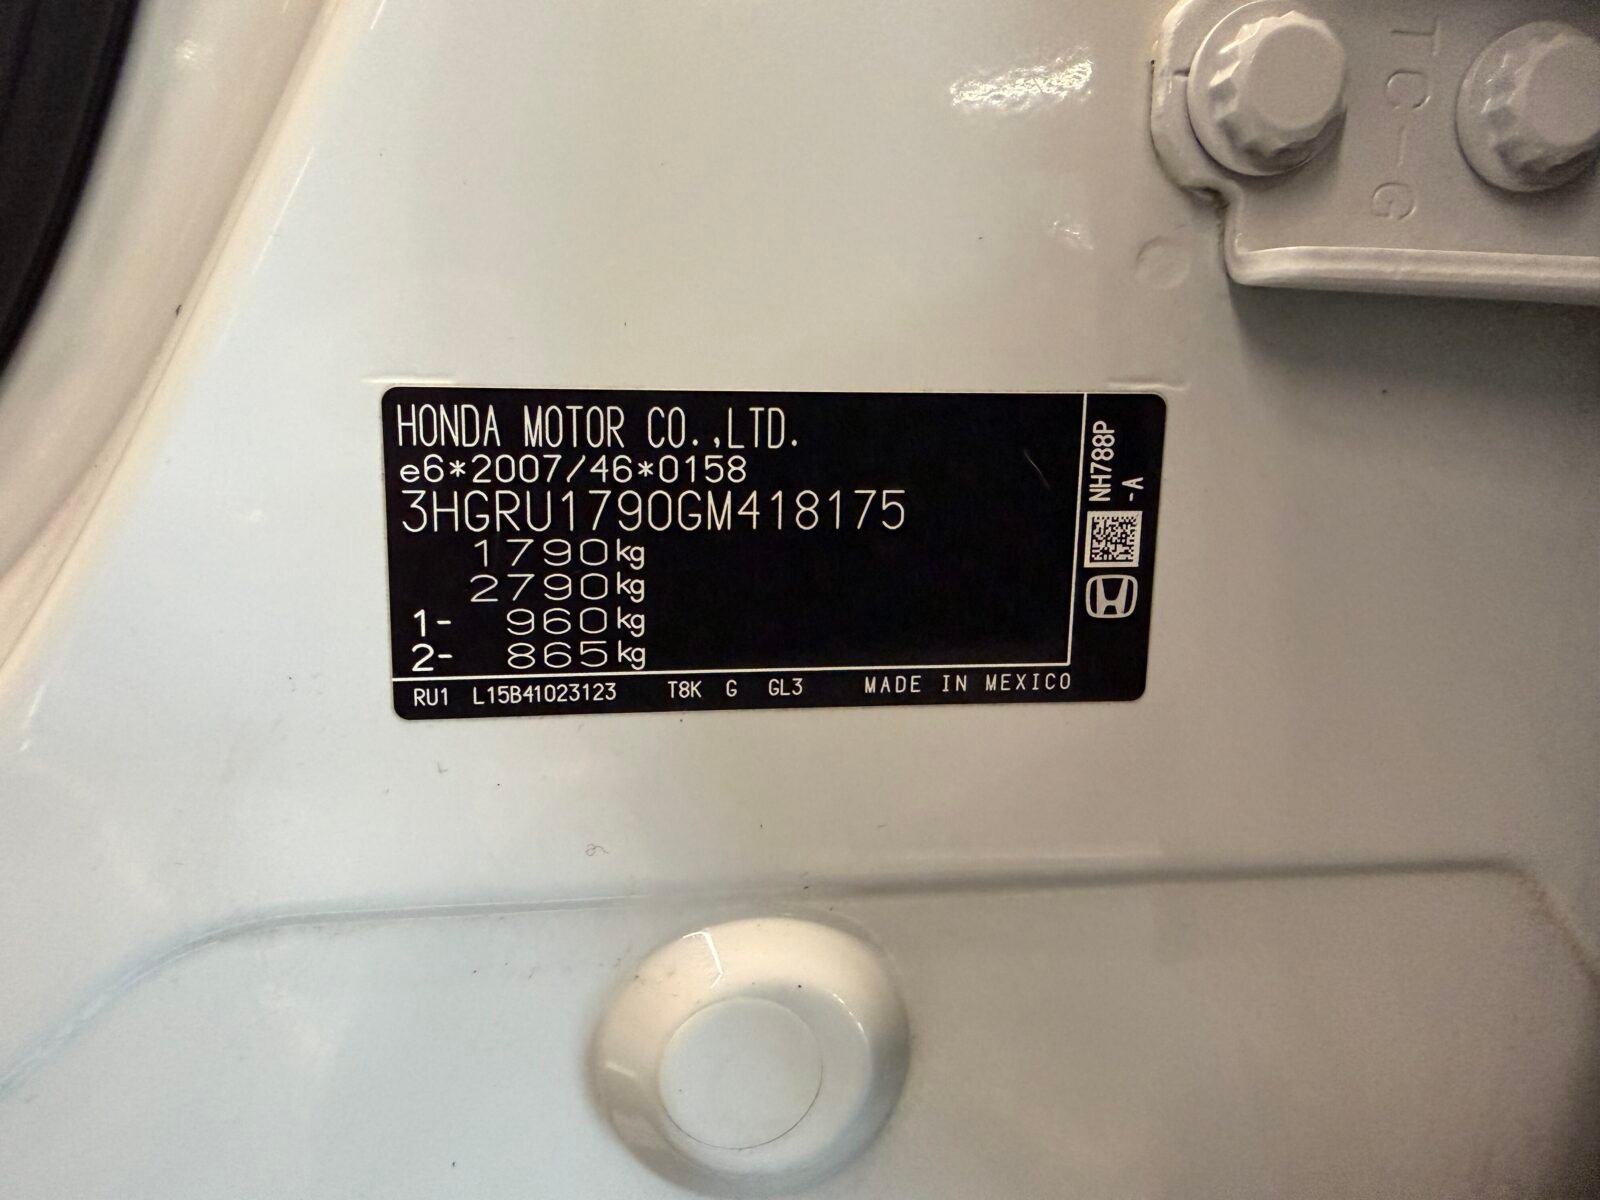 TC-G
HONDA MOTOR CO.,LTD.
e6*2007/46*0158
3HGRU1790GM418175
1790kg
2790kg
1- 960kg
2- 865kg
RU1 L15B41023123 T8K G GL3 MADE IN MEXICO
NH788P
-A